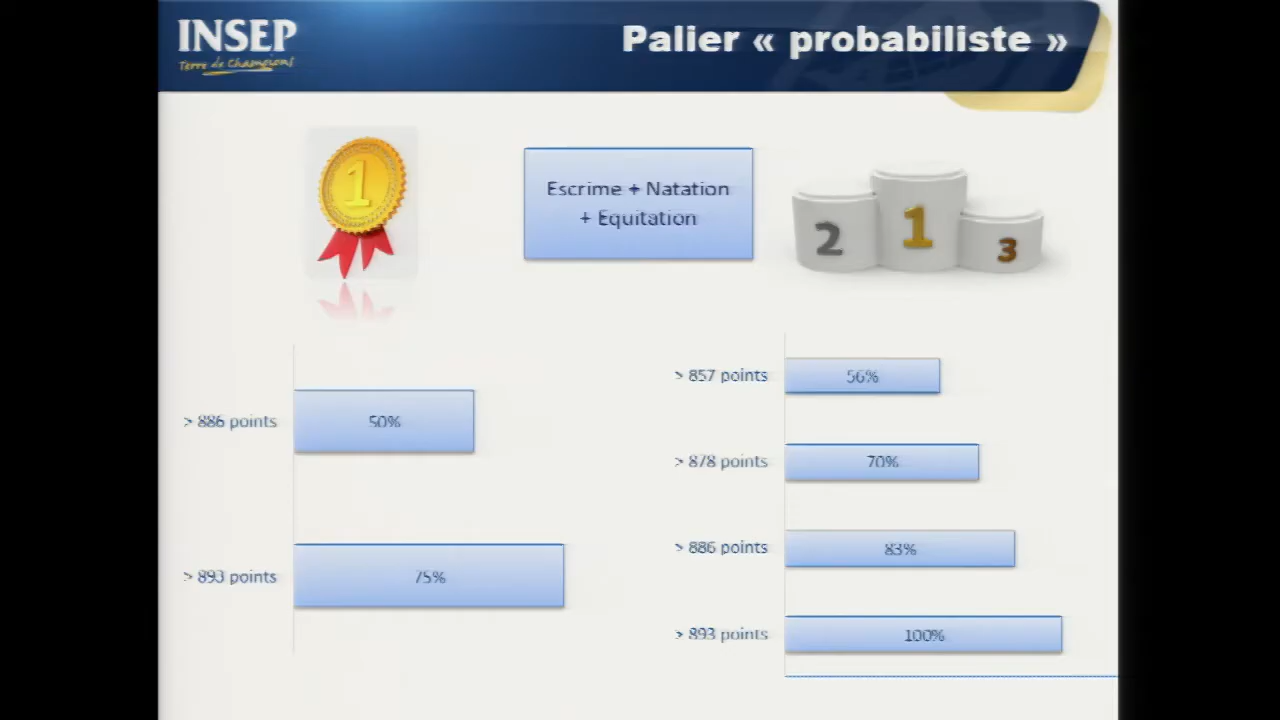 INSEP
Terre de Champions
Palier « probabiliste »
1
Escrime + Natation
+ Equitation
2
1
3
> 886 points
50%
> 893 points
75%
> 857 points
56%
> 878 points
70%
> 886 points
83%
> 893 points
100%